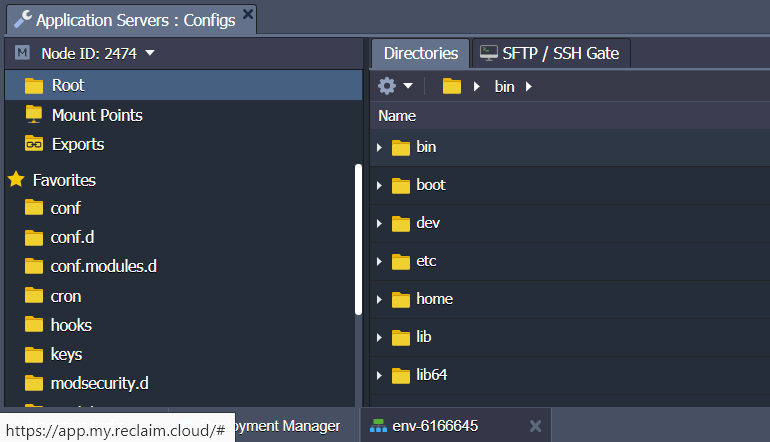 Application Servers : Configs
M Node ID: 2474
Root
Mount Points
Exports
Favorites
conf
conf.d
conf.modules.d
cron
hooks
keys
modsecurity.d
Directories
SFTP / SSH Gate
bin
Name
bin
boot
dev
etc
home
lib
lib64
https://app.my.reclaim.cloud/#
Manager
env-6166645